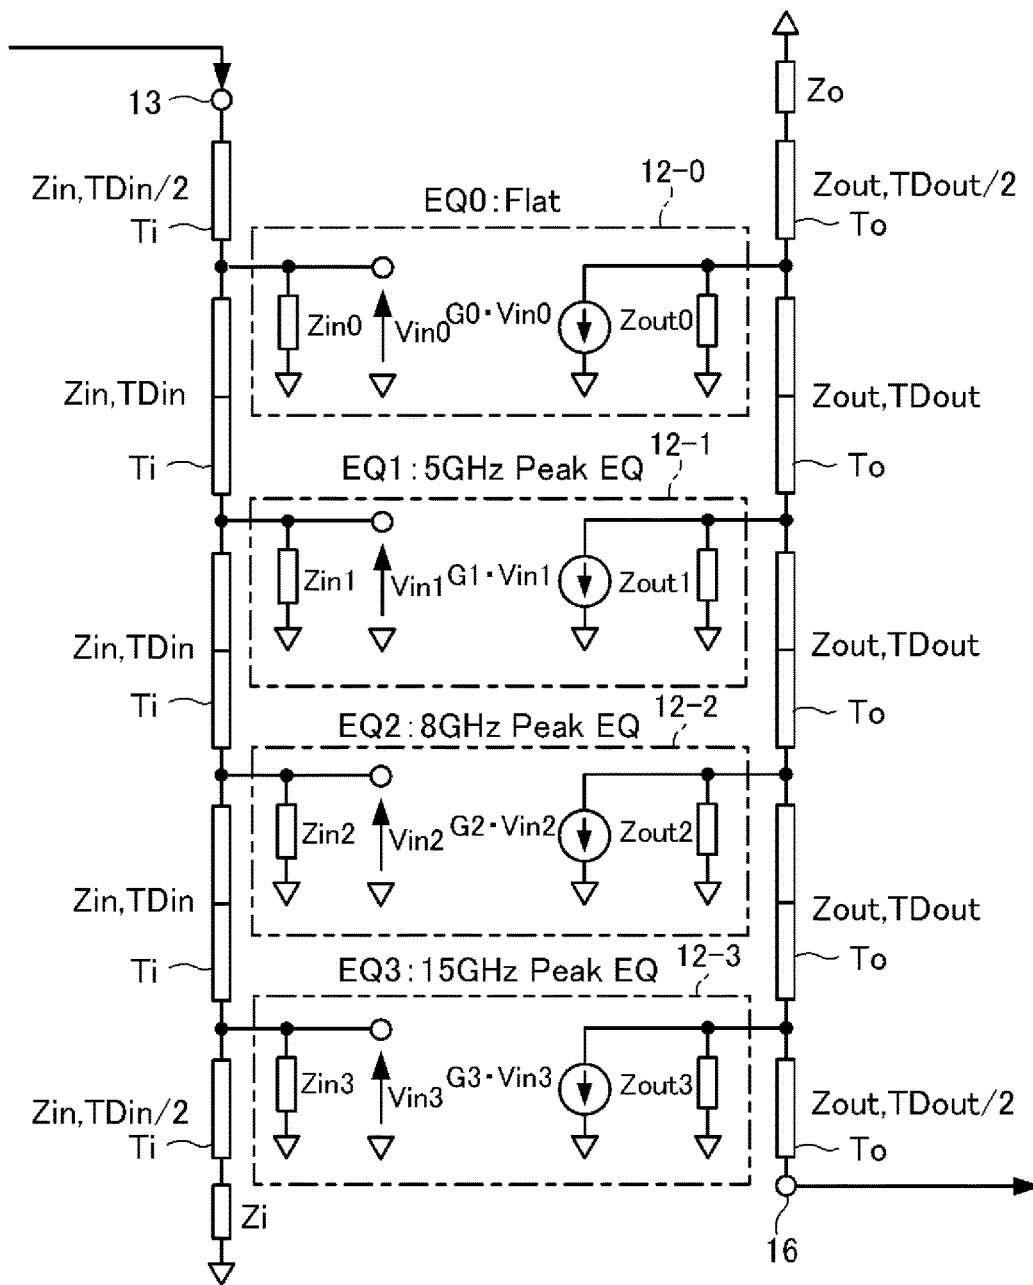 13
Zo
Zin,TDin/2
Ti
EQ0:Flat
12-0
Zout,TDout/2
To
Zin0
Vin0
G0·Vin0
Zout0
Zin,TDin
Ti
Zout,TDout
To
EQ1:5GHz Peak EQ
12-1
Zin1
Vin1
G1·Vin1
Zout1
Zin,TDin
Ti
Zout,TDout
To
EQ2:8GHz Peak EQ
12-2
Zin2
Vin2
G2·Vin2
Zout2
Zin,TDin
Ti
Zout,TDout
To
EQ3:15GHz Peak EQ
12-3
Zin3
Vin3
G3·Vin3
Zout3
Zin,TDin/2
Ti
Zout,TDout/2
To
Zi
16